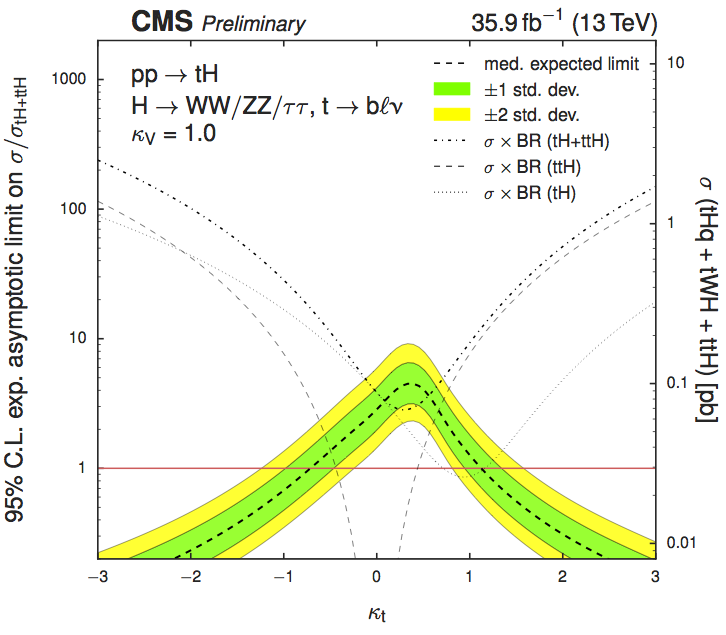 CMS Preliminary
35.9 fb⁻¹ (13 TeV)
pp → tH
H → WW/ZZ/ττ, t → bℓν
κ_V = 1.0
med. expected limit
±1 std. dev.
±2 std. dev.
σ × BR (tH+ttH)
σ × BR (ttH)
σ × BR (tH)
95% C.L. exp. asymptotic limit on σ/σ_tH+ttH
1000
100
10
1
σ (tHq + tWH + ttH) [pb]
10
1
0.1
0.01
−3 −2 −1 0 1 2 3
κ_t